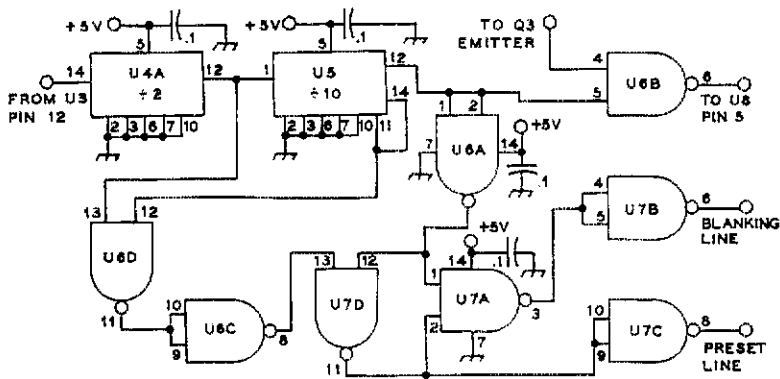 +5V
.1
5
14
U4A
÷2
12
FROM U3
PIN 12
2 3 6 7 10
+5V
.1
5
1
U5
÷10
12
14
2 3 6 7 10 11
TO Q3
EMITTER
4
5
U6B
6
TO U8
PIN 5
1 2
7
U6A
14
+5V
.1
13 12
U6D
11
10
9
U6C
8
13 12
U7D
11
+5V
14
.1
1
2
U7A
3
7
4
5
U7B
6
BLANKING
LINE
10
9
U7C
8
PRESET
LINE